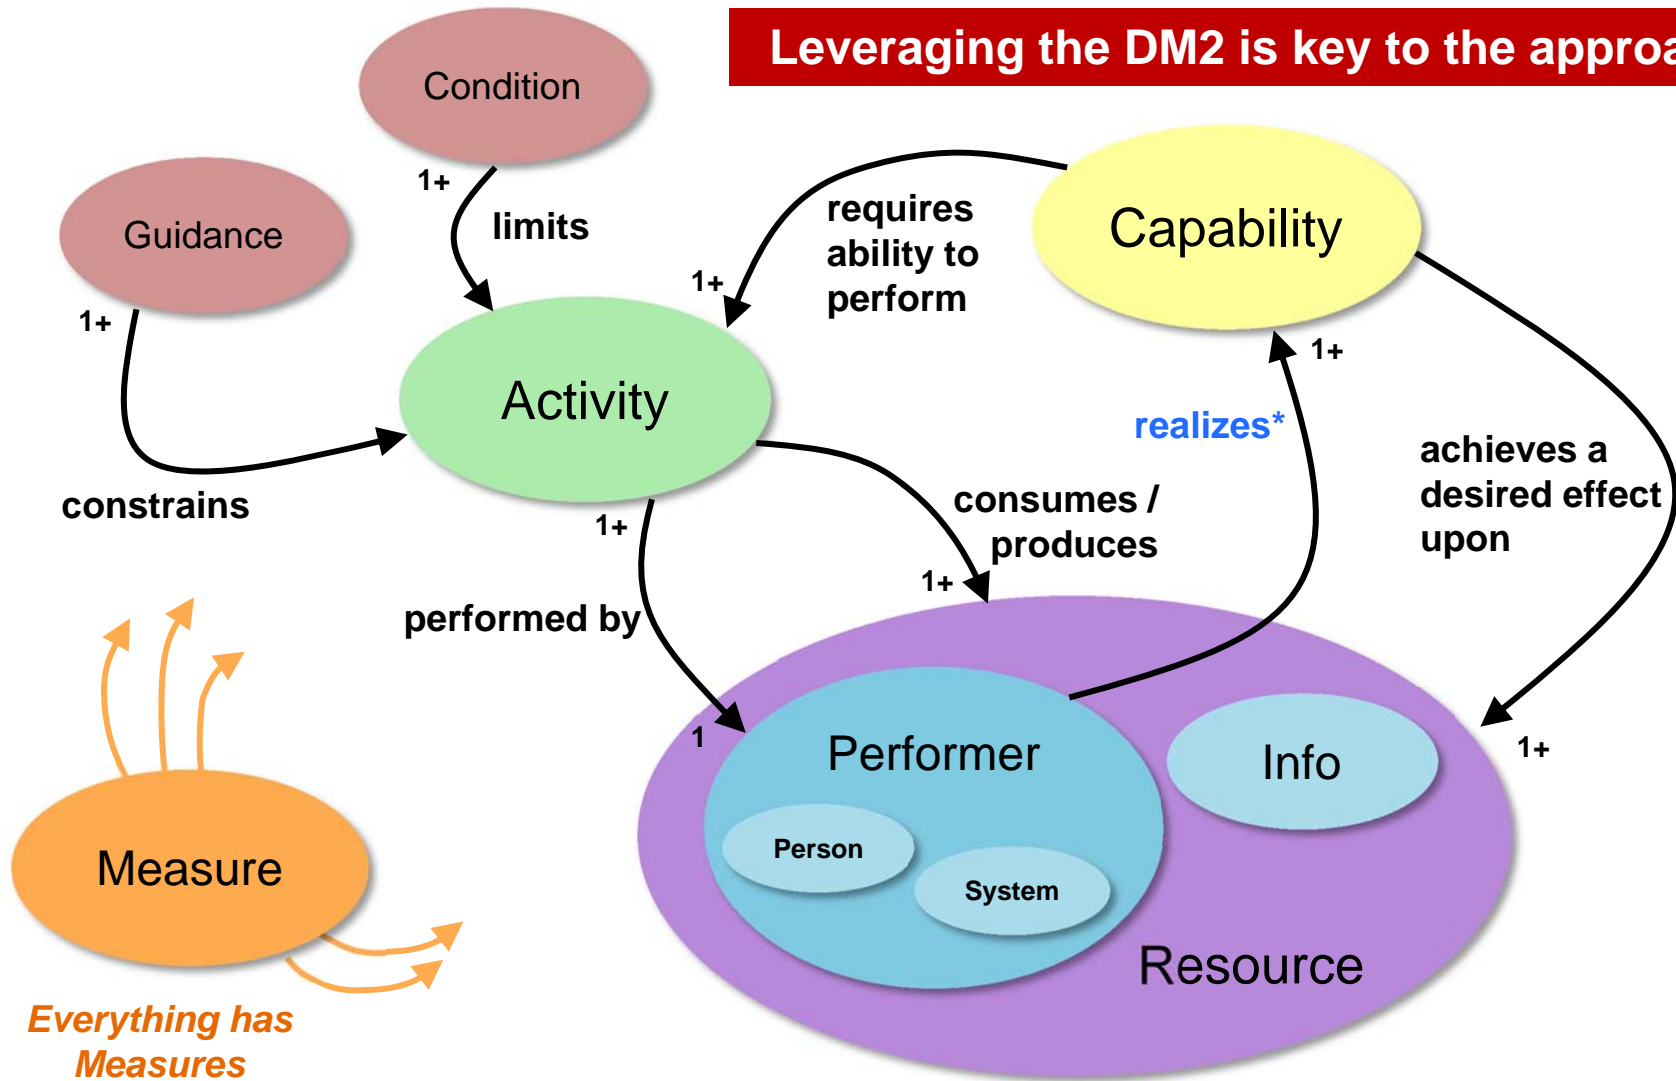 Leveraging the DM2 is key to the approa
Condition
1+
limits
Guidance
1+
constrains
requires
ability to
perform
1+
Capability
1+
Activity
realizes*
achieves a
desired effect
upon
1+
consumes /
produces
1+
1+
performed by
1
Performer
Person
System
Info
Resource
Measure
Everything has
Measures